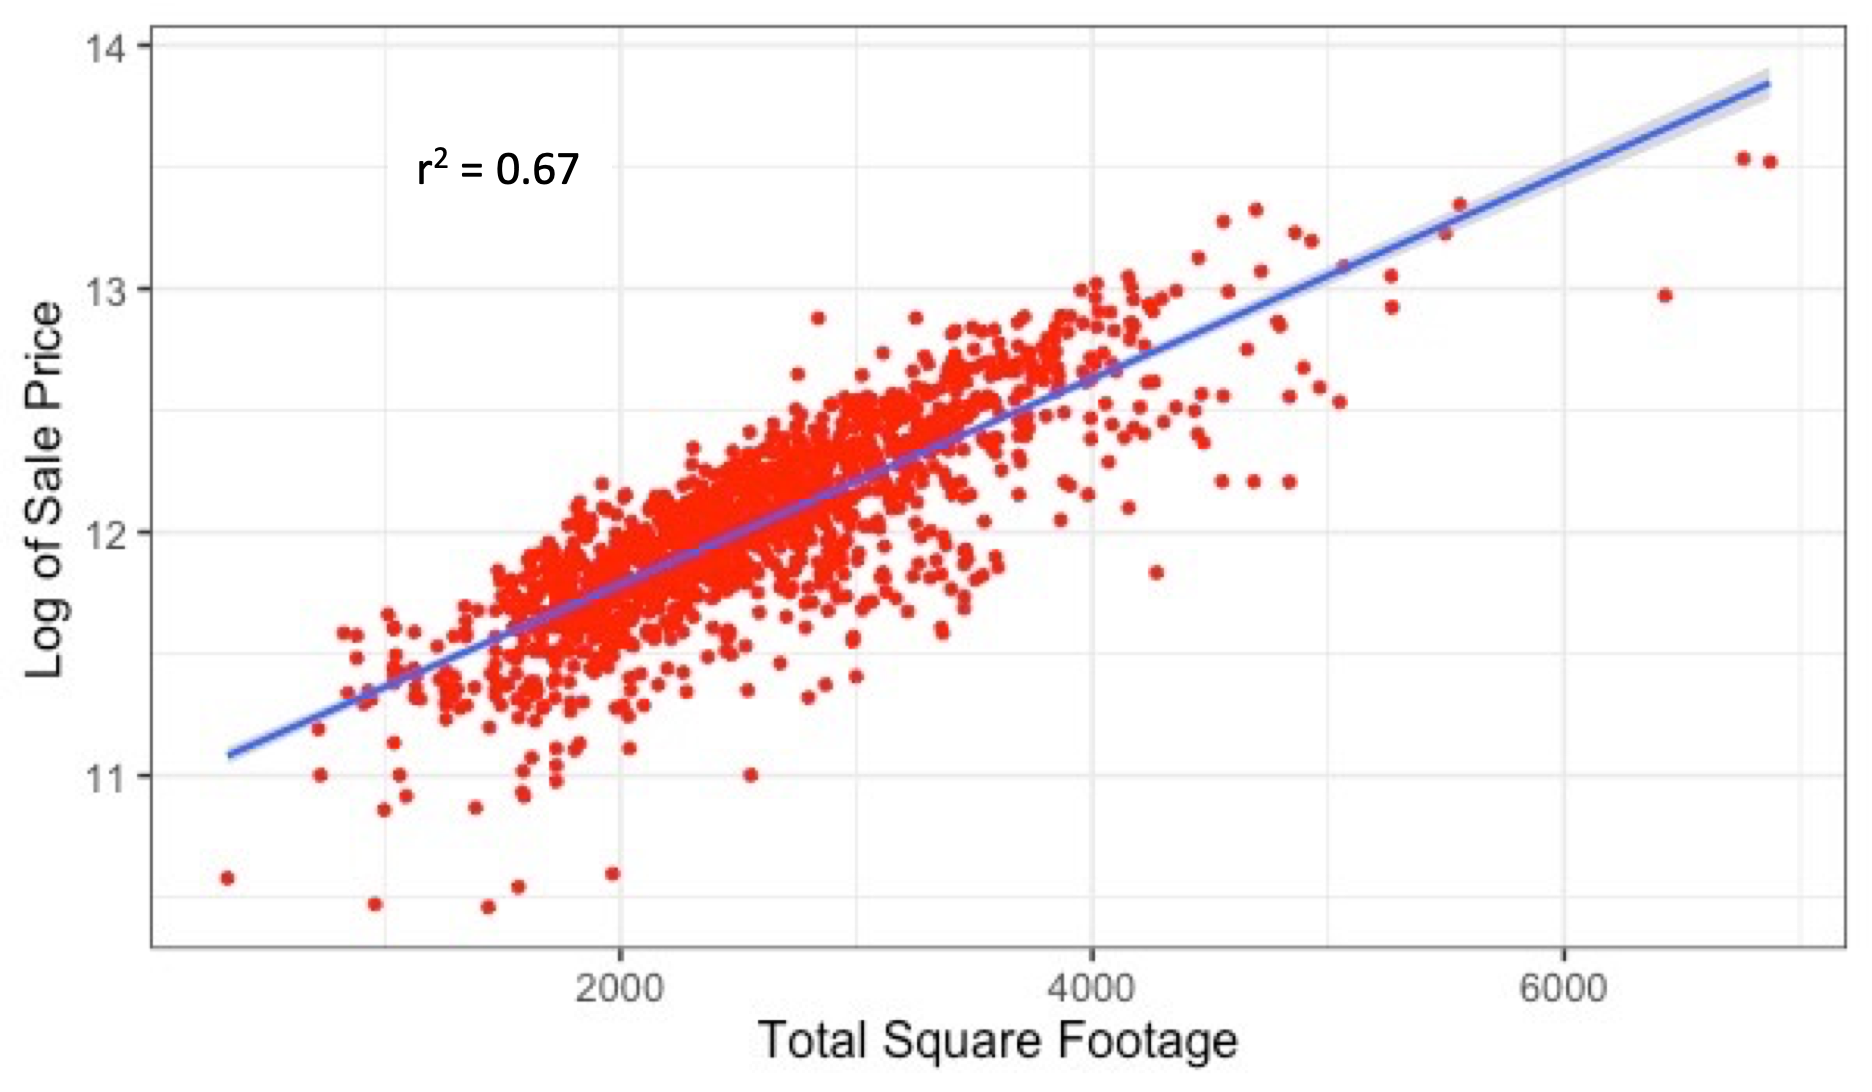 14
r² = 0.67
13
12
11
Log of Sale Price
2000 4000 6000
Total Square Footage